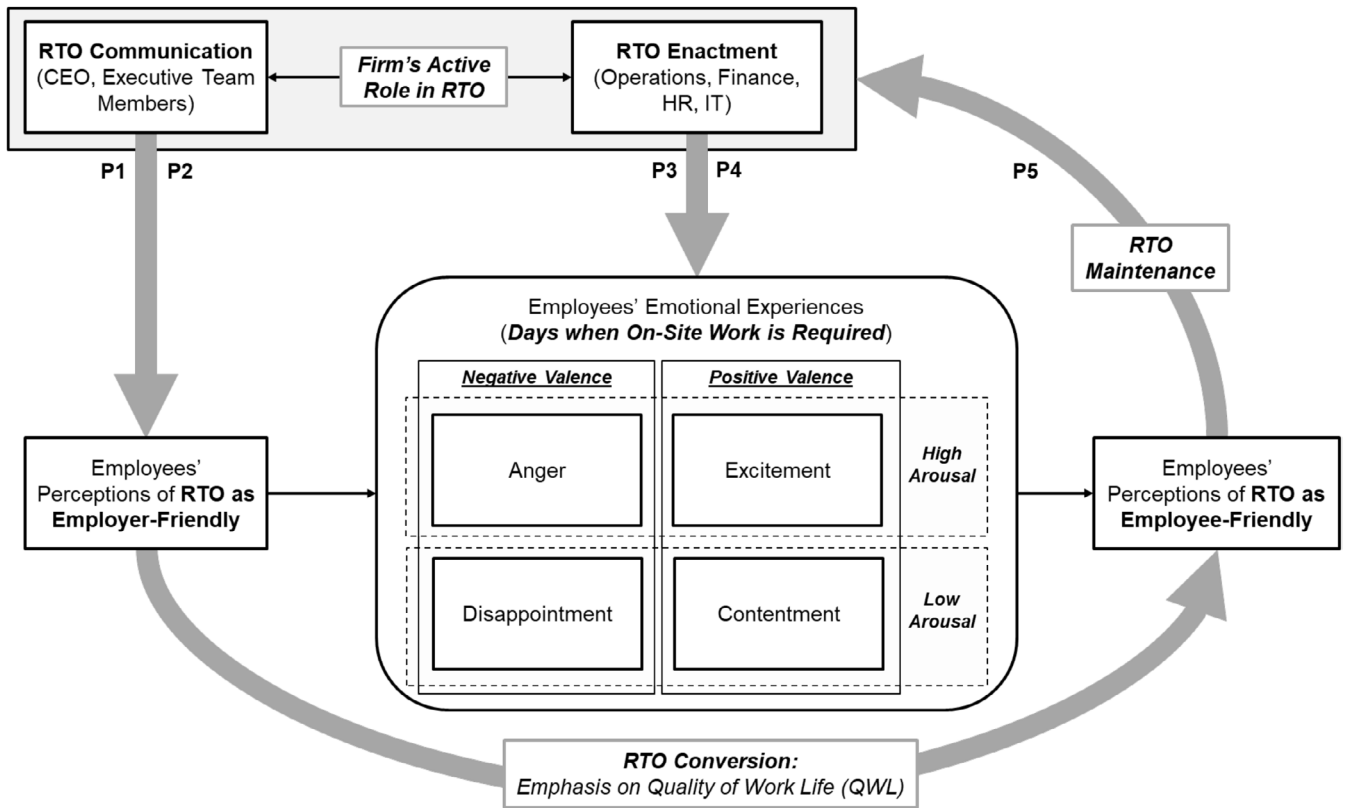 RTO Communication
(CEO, Executive Team
Members)
Firm's Active
Role in RTO
RTO Enactment
(Operations, Finance,
HR, IT)
P1
P2
P3
P4
P5
RTO
Maintenance
Employees' Emotional Experiences
(Days when On-Site Work is Required)
Negative Valence
Positive Valence
Anger
Excitement
High
Arousal
Disappointment
Contentment
Low
Arousal
Employees'
Perceptions of RTO as
Employer-Friendly
Employees'
Perceptions of RTO as
Employee-Friendly
RTO Conversion:
Emphasis on Quality of Work Life (QWL)